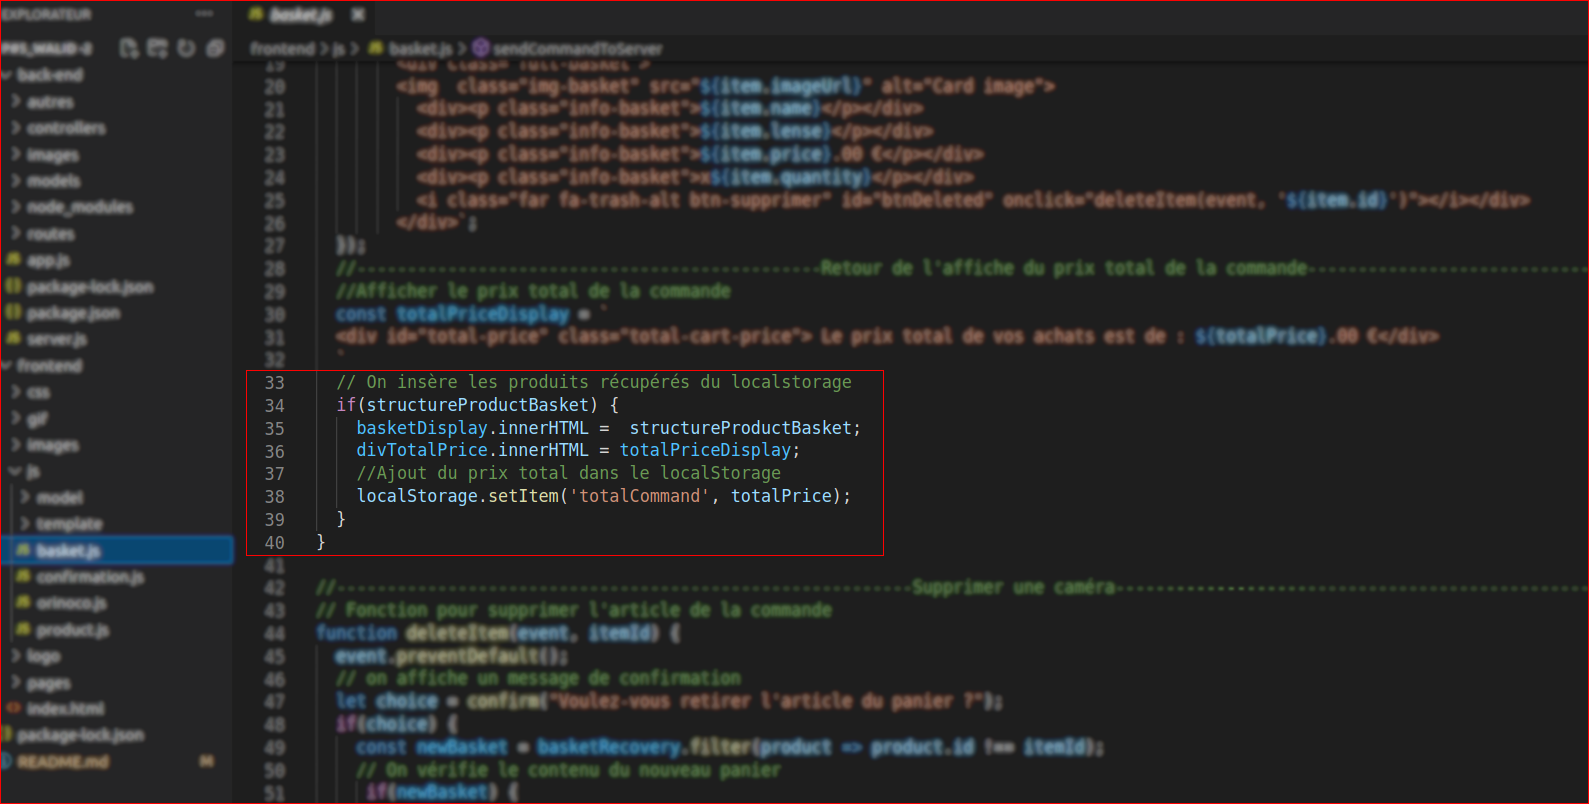 EXPLORATEUR
basket.js
frontend > js > basket.js > sendCommandToServer
back-end
autres
controllers
images
models
node_modules
routes
app.js
package-lock.json
package.json
server.js
frontend
css
gif
images
js
model
template
basket.js
confirmation.js
orinoco.js
product.js
logo
pages
index.html
package-lock.json
README.md M
19 <div class="full-basket">
20 <img  class="img-basket" src="${item.imageUrl}" alt="Card image">
21 <div><p class="info-basket">${item.name}</p></div>
22 <div><p class="info-basket">${item.lense}</p></div>
23 <div><p class="info-basket">${item.price}.00 €</p></div>
24 <div><p class="info-basket">x${item.quantity}</p></div>
25 <i class="far fa-trash-alt btn-supprimer" id="btnDeleted" onclick="deleteItem(event, '${item.id}')"></i></div>
26 </div>`;
27 });
28 //----------------------------------------------Retour de l'affiche du prix total de la commande----------------------------
29 //Afficher le prix total de la commande
30 const totalPriceDisplay = `
31 <div id="total-price" class="total-cart-price"> Le prix total de vos achats est de : ${totalPrice}.00 €</div>
32 `
33 // On insère les produits récupérés du localstorage
34 if(structureProductBasket) {
35 basketDisplay.innerHTML =  structureProductBasket;
36 divTotalPrice.innerHTML = totalPriceDisplay;
37 //Ajout du prix total dans le localStorage
38 localStorage.setItem('totalCommand', totalPrice);
39 }
40 }
41
42 //---------------------------------------------------------Supprimer une caméra-----------------------------------------------
43 // Fonction pour supprimer l'article de la commande
44 function deleteItem(event, itemId) {
45 event.preventDefault();
46 // on affiche un message de confirmation
47 let choice = confirm("Voulez-vous retirer l'article du panier ?");
48 if(choice) {
49 const newBasket = basketRecovery.filter(product => product.id !== itemId);
50 // On vérifie le contenu du nouveau panier
51 if(newBasket) {